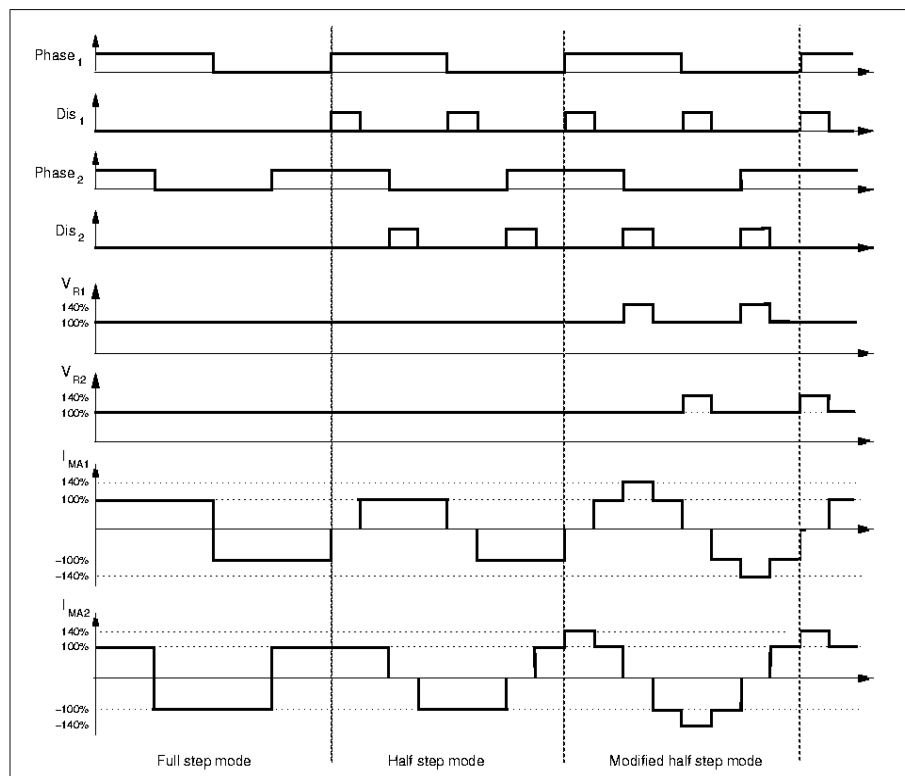 Phase1
Dis1
Phase2
Dis2
VR1
140%
100%
VR2
140%
100%
IMA1
140%
100%
−100%
−140%
IMA2
140%
100%
−100%
−140%
Full step mode Half step mode Modified half step mode